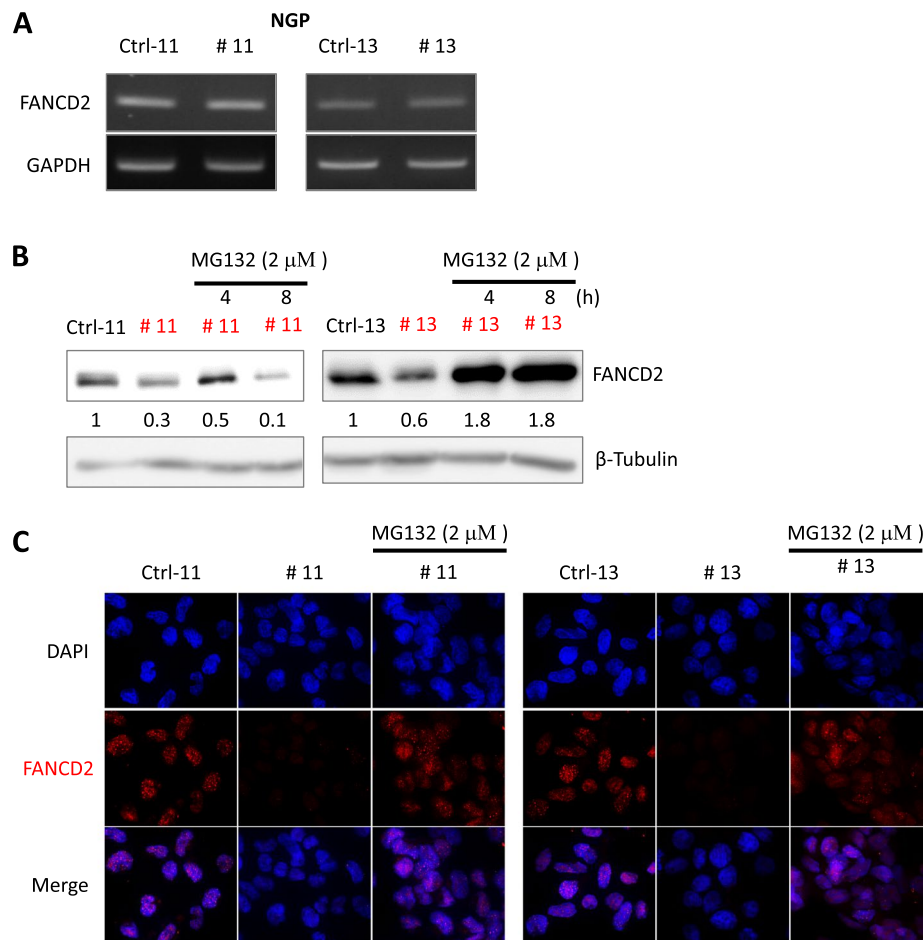 A
NGP
Ctrl-11 # 11 Ctrl-13 # 13
FANCD2
GAPDH
B
MG132 (2 μM ) MG132 (2 μM )
4 8 4 8 (h)
Ctrl-11 # 11 # 11 # 11 Ctrl-13 # 13 # 13 # 13
FANCD2
1 0.3 0.5 0.1 1 0.6 1.8 1.8
β-Tubulin
C
MG132 (2 μM ) MG132 (2 μM )
Ctrl-11 # 11 # 11 Ctrl-13 # 13 # 13
DAPI
FANCD2
Merge